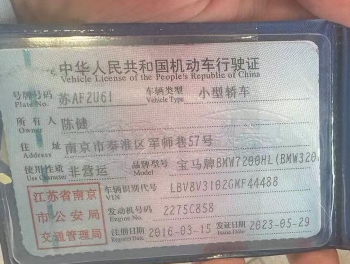 中华人民共和国机动车行驶证
Vehicle License of the People's Republic of China
号牌号码 苏AF2U61 车辆类型 小型轿车
Plate No. Vehicle Type
所有人 陈健
Owner
住址 南京市秦淮区军师巷57号
Address
使用性质 非营运 品牌型号 宝马牌BMW7200HL(BMW320
Use Character Model
车辆识别代号 LBV8V3102GMF44488
VIN
发动机号码 2275C858
Engine No.
注册日期 2016-03-15 发证日期 2023-05-29
Register Date Issue Date
江苏省南京
市公安局
交通管理局